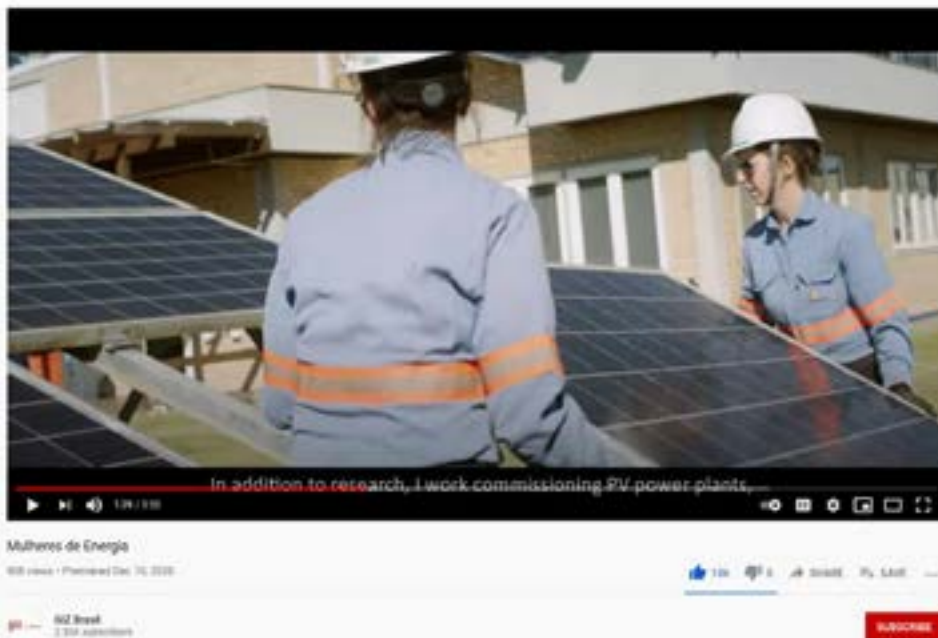 In addition to research, I work commissioning PV power plants,
Mulheres de Energia
Premiered Dec 10, 2020
SHARE
SAVE
GIZ Brasil
SUBSCRIBE